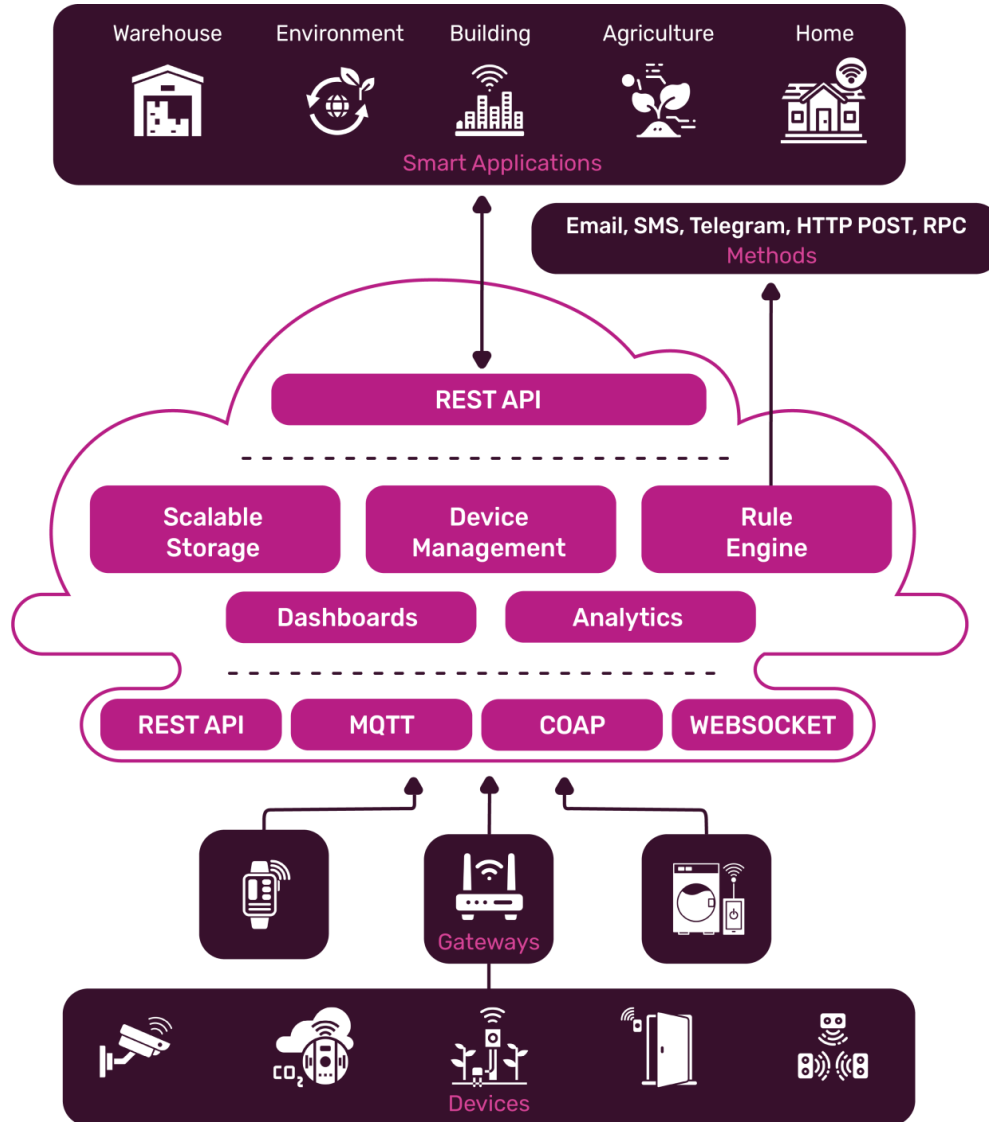 Warehouse Environment Building Agriculture Home
Smart Applications
Email, SMS, Telegram, HTTP POST, RPC
Methods
REST API
Scalable Storage
Device Management
Rule Engine
Dashboards Analytics
REST API MQTT COAP WEBSOCKET
Gateways
CO2
Devices